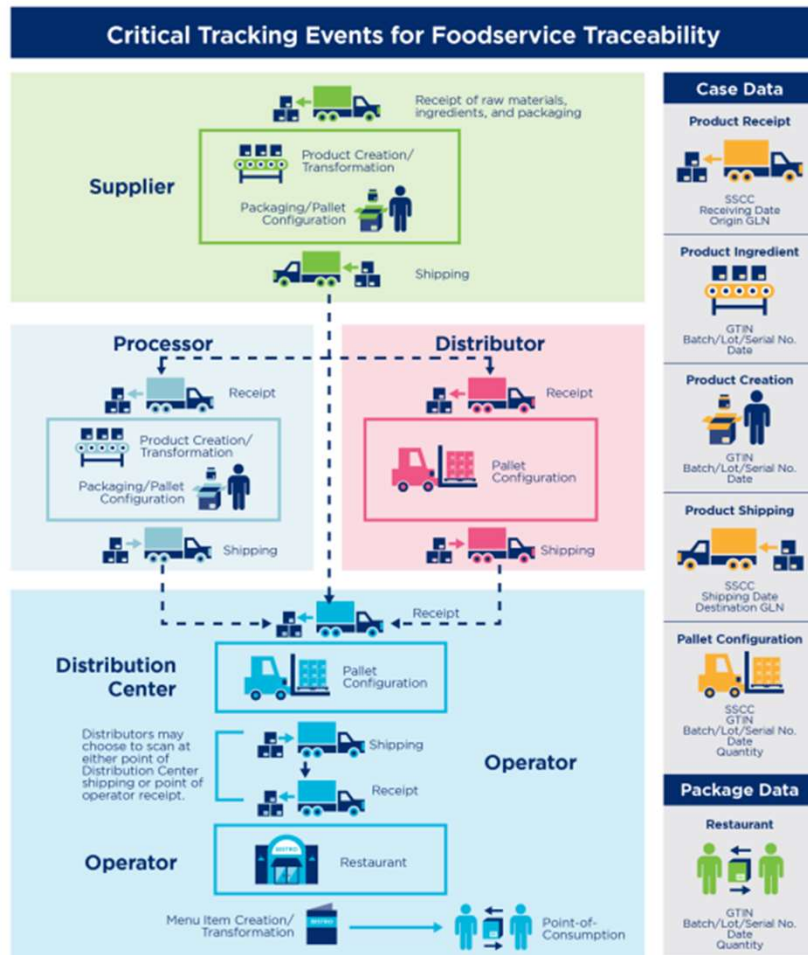 Critical Tracking Events for Foodservice Traceability
Receipt of raw materials,
ingredients, and packaging
Supplier
Product Creation/
Transformation
Packaging/Pallet
Configuration
Shipping
Processor
Receipt
Product Creation/
Transformation
Packaging/Pallet
Configuration
Shipping
Distributor
Receipt
Pallet
Configuration
Shipping
Receipt
Distribution
Center
Pallet
Configuration
Distributors may
choose to scan at
either point of
Distribution Center
shipping or point of
operator receipt.
Shipping
Receipt
Operator
Operator
BISTRO
Restaurant
Menu Item Creation/
Transformation
BISTRO
Point-of-
Consumption
Case Data
Product Receipt
SSCC
Receiving Date
Origin GLN
Product Ingredient
GTIN
Batch/Lot/Serial No.
Date
Product Creation
GTIN
Batch/Lot/Serial No.
Date
Product Shipping
SSCC
Shipping Date
Destination GLN
Pallet Configuration
SSCC
GTIN
Batch/Lot/Serial No.
Date
Quantity
Package Data
Restaurant
GTIN
Batch/Lot/Serial No.
Date
Quantity